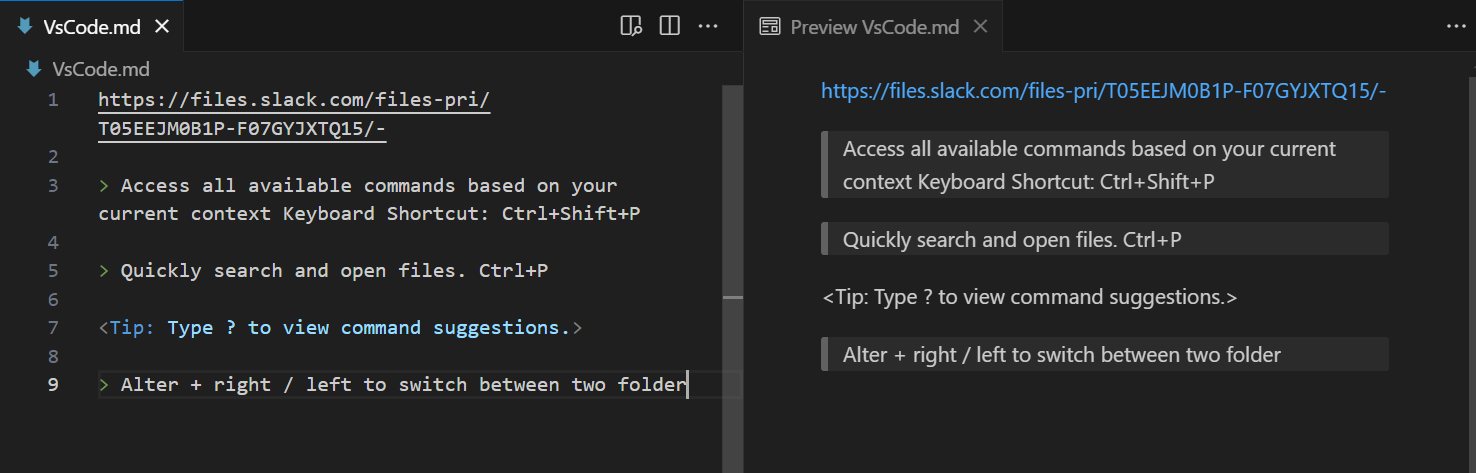 VsCode.md
Preview VsCode.md
VsCode.md
1 https://files.slack.com/files-pri/
T05EEJM0B1P-F07GYJXTQ15/-
2
3 > Access all available commands based on your
current context Keyboard Shortcut: Ctrl+Shift+P
4
5 > Quickly search and open files. Ctrl+P
6
7 <Tip: Type ? to view command suggestions.>
8
9 > Alter + right / left to switch between two folder
https://files.slack.com/files-pri/T05EEJM0B1P-F07GYJXTQ15/-
Access all available commands based on your current
context Keyboard Shortcut: Ctrl+Shift+P
Quickly search and open files. Ctrl+P
<Tip: Type ? to view command suggestions.>
Alter + right / left to switch between two folder